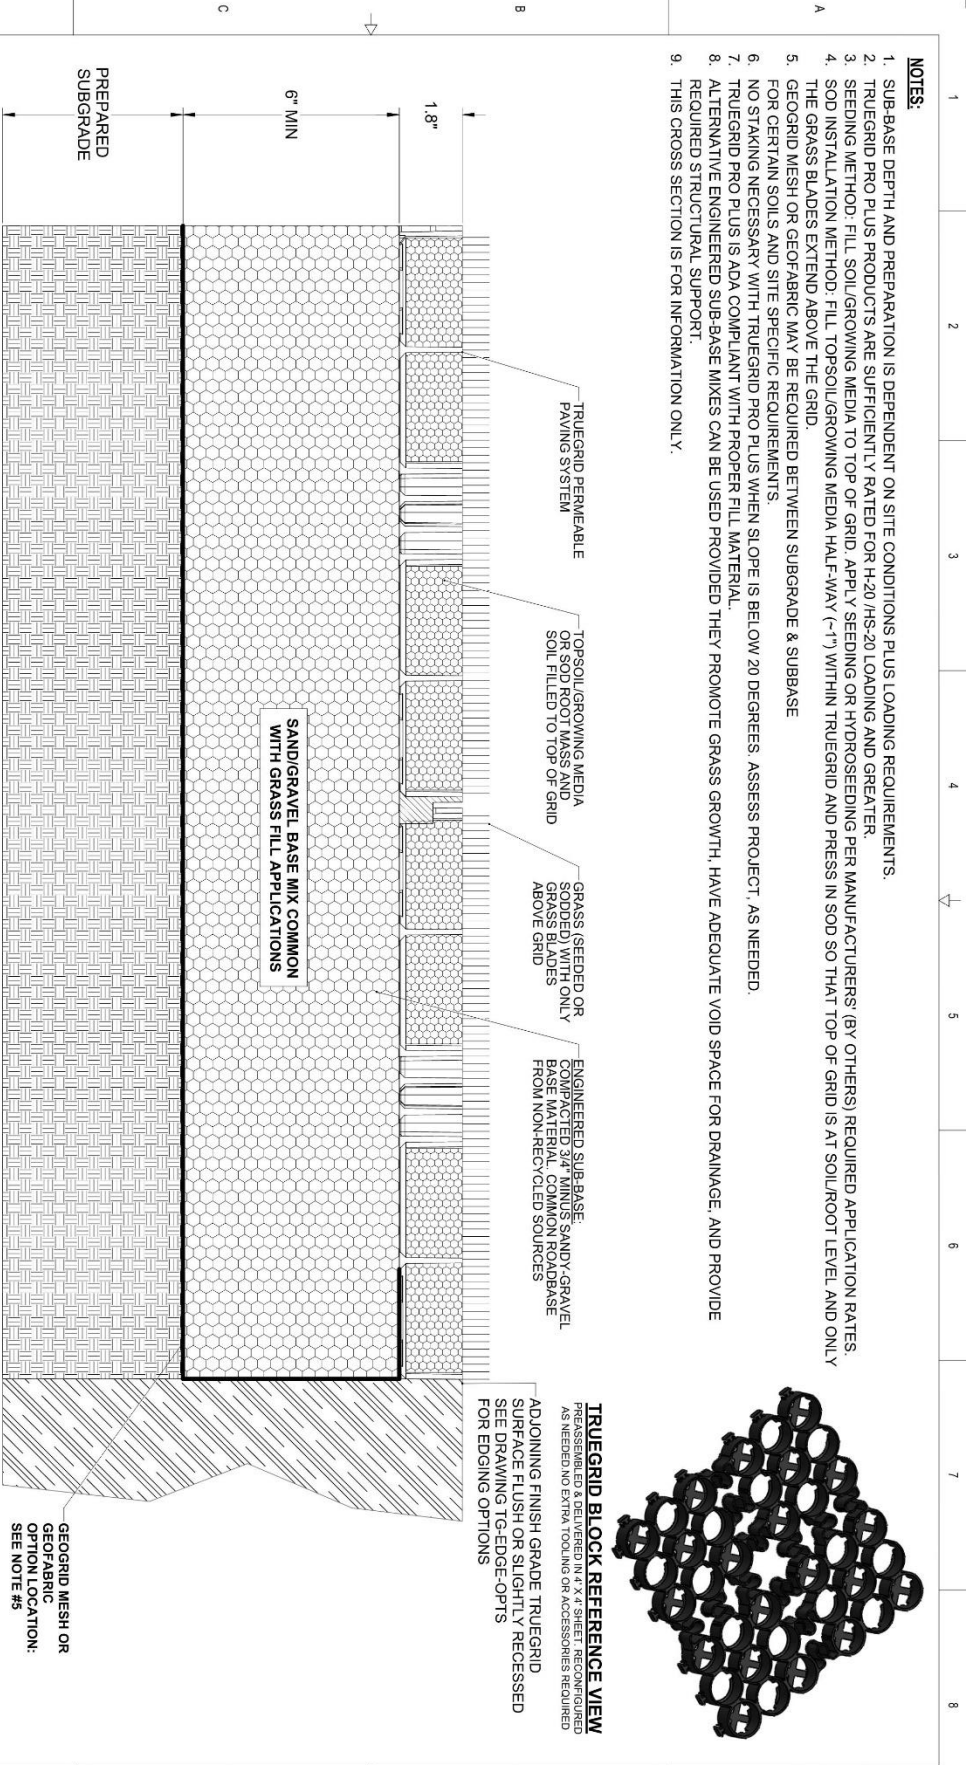 1
2
3
4
5
6
7
8
A
B
C
NOTES:
1. SUB-BASE DEPTH AND PREPARATION IS DEPENDENT ON SITE CONDITIONS PLUS LOADING REQUIREMENTS.
2. TRUEGRID PRO PLUS PRODUCTS ARE SUFFICIENTLY RATED FOR H-20 /HS-20 LOADING AND GREATER.
3. SEEDING METHOD: FILL SOIL/GROWING MEDIA TO TOP OF GRID. APPLY SEEDING OR HYDROSEEDING PER MANUFACTURERS' (BY OTHERS) REQUIRED APPLICATION RATES.
4. SOD INSTALLATION METHOD: FILL TOPSOIL/GROWING MEDIA HALF-WAY (~1") WITHIN TRUEGRID AND PRESS IN SOD SO THAT TOP OF GRID IS AT SOIL/ROOT LEVEL AND ONLY
THE GRASS BLADES EXTEND ABOVE THE GRID.
5. GEOGRID MESH OR GEOFABRIC MAY BE REQUIRED BETWEEN SUBGRADE & SUBBASE
FOR CERTAIN SOILS AND SITE SPECIFIC REQUIREMENTS.
6. NO STAKING NECESSARY WITH TRUEGRID PRO PLUS WHEN SLOPE IS BELOW 20 DEGREES. ASSESS PROJECT, AS NEEDED.
7. TRUEGRID PRO PLUS IS ADA COMPLIANT WITH PROPER FILL MATERIAL.
8. ALTERNATIVE ENGINEERED SUB-BASE MIXES CAN BE USED PROVIDED THEY PROMOTE GRASS GROWTH, HAVE ADEQUATE VOID SPACE FOR DRAINAGE, AND PROVIDE
REQUIRED STRUCTURAL SUPPORT.
9. THIS CROSS SECTION IS FOR INFORMATION ONLY.
TRUEGRID BLOCK REFERENCE VIEW
PREASSEMBLED & DELIVERED IN 4'X 4' SHEET. RECONFIGURED
AS NEEDED.NO EXTRA TOOLING OR ACCESSORIES REQUIRED
TRUEGRID PERMEABLE
PAVING SYSTEM
TOPSOIL/GROWING MEDIA
OR SOD ROOT MASS AND
SOIL FILLED TO TOP OF GRID
GRASS (SEEDED OR
SODDED) WITH ONLY
GRASS BLADES
ABOVE GRID
ENGINEERED SUB-BASE:
COMPACTED 3/4" MINUS SANDY-GRAVEL
BASE MATERIAL. COMMON ROADBASE
FROM NON-RECYCLED SOURCES
ADJOINING FINISH GRADE TRUEGRID
SURFACE FLUSH OR SLIGHTLY RECESSED
SEE DRAWING TG-EDGE-OPTS
FOR EDGING OPTIONS
1.8"
6" MIN
SAND/GRAVEL BASE MIX COMMON
WITH GRASS FILL APPLICATIONS
PREPARED
SUBGRADE
GEOGRID MESH OR
GEOFABRIC
OPTION LOCATION:
SEE NOTE #5